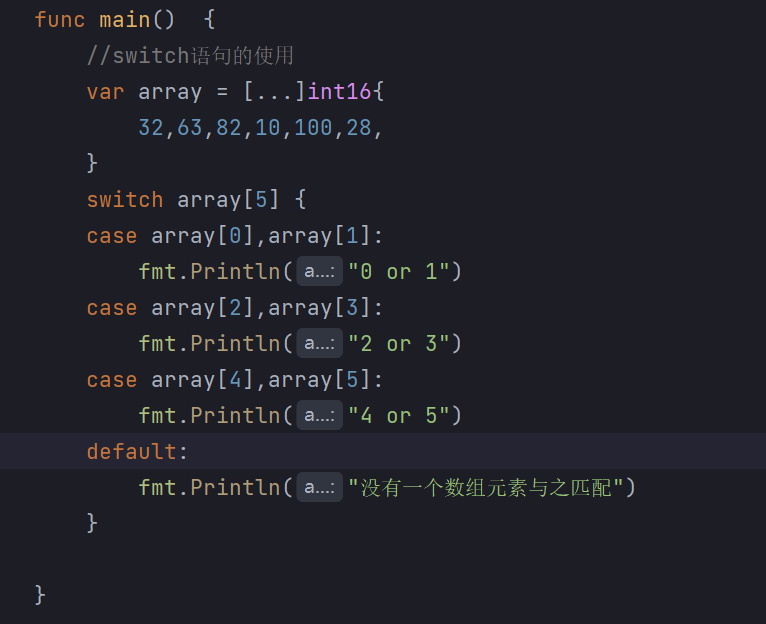 func main()  {
    //switch语句的使用
    var array = [...]int16{
        32,63,82,10,100,28,
    }
    switch array[5] {
    case array[0],array[1]:
        fmt.Println(a...:"0 or 1")
    case array[2],array[3]:
        fmt.Println(a...:"2 or 3")
    case array[4],array[5]:
        fmt.Println(a...:"4 or 5")
    default:
        fmt.Println(a...:"没有一个数组元素与之匹配")
    }

}